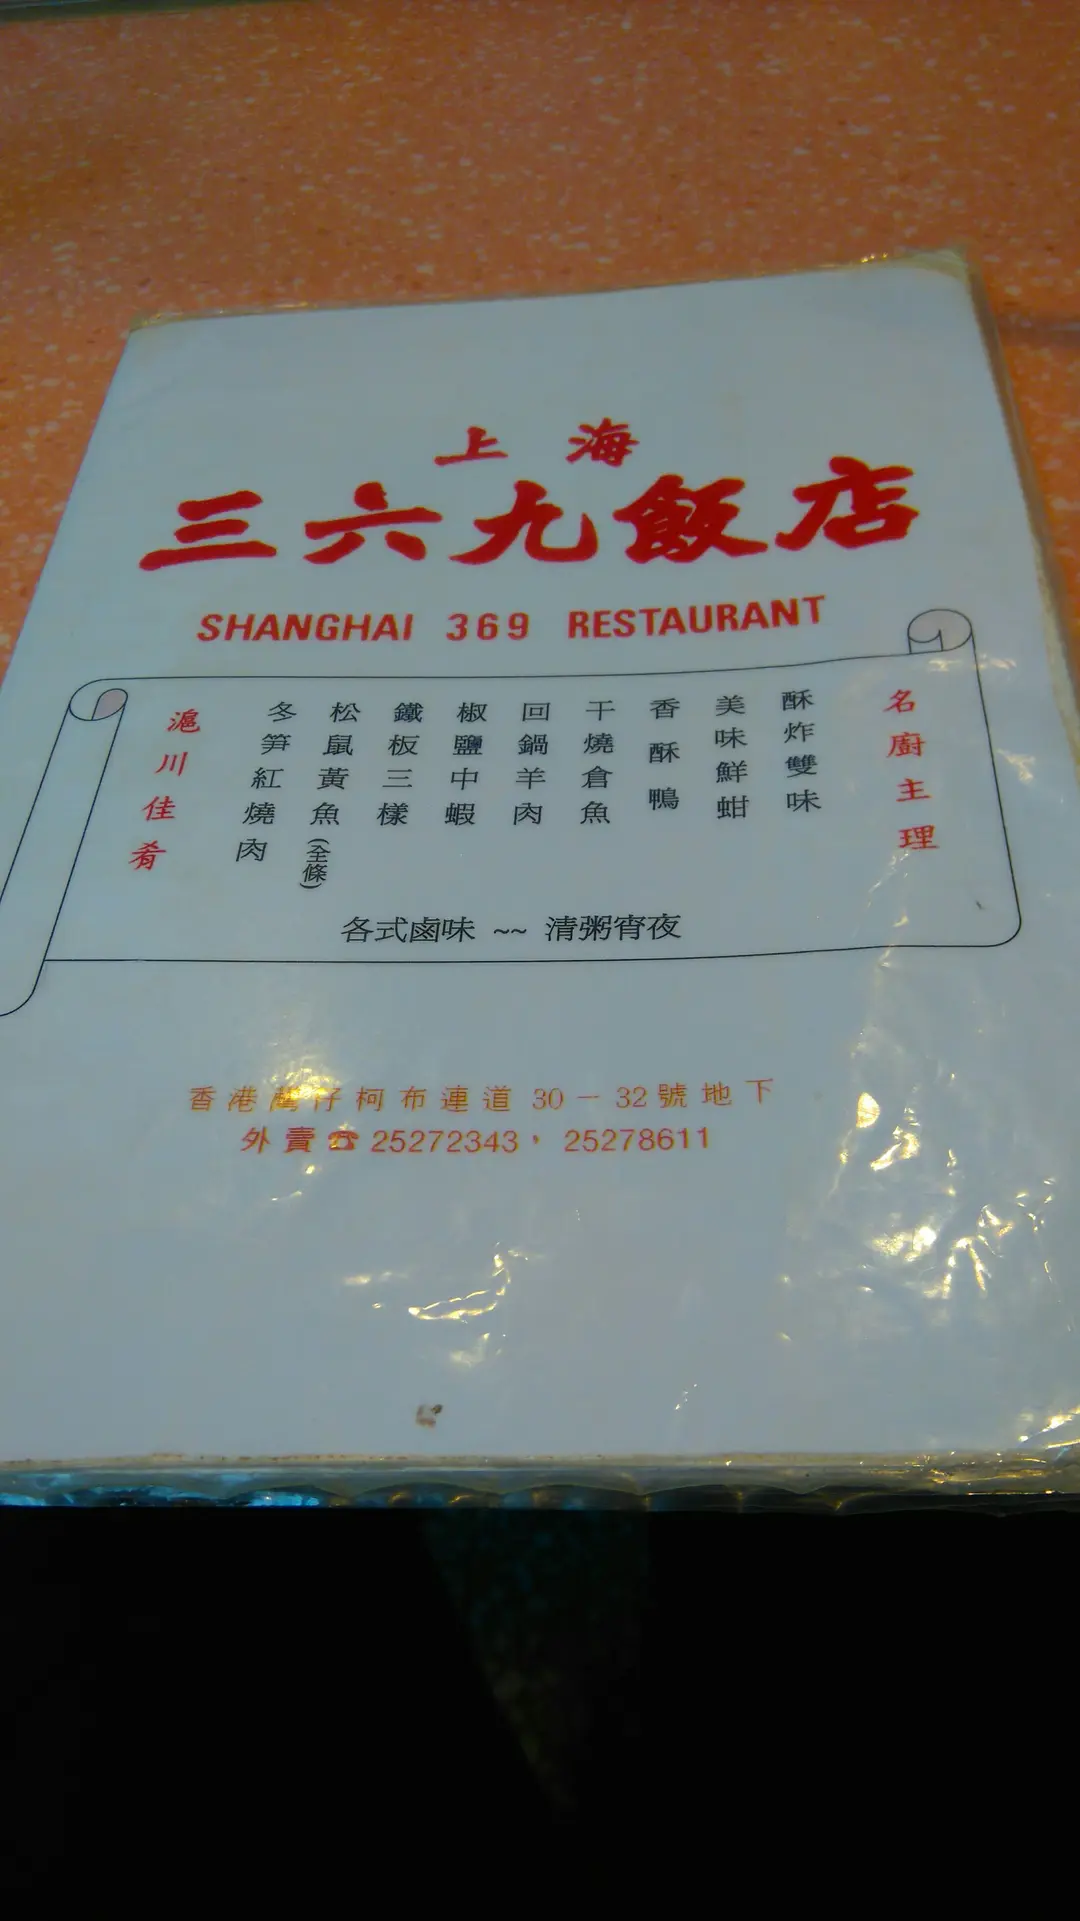 上海
三六九飯店
SHANGHAI 369 RESTAURANT
名廚主理
酥炸雙味
美味鮮蚶
香酥鴨
干燒倉魚
回鍋羊肉
椒鹽中蝦
鐵板三樣
松鼠黃魚(全條)
冬笋紅燒肉
滬川佳肴
各式鹵味 ~~ 清粥宵夜
香港灣仔柯布連道 30 － 32 號地下
外賣☎ 25272343， 25278611